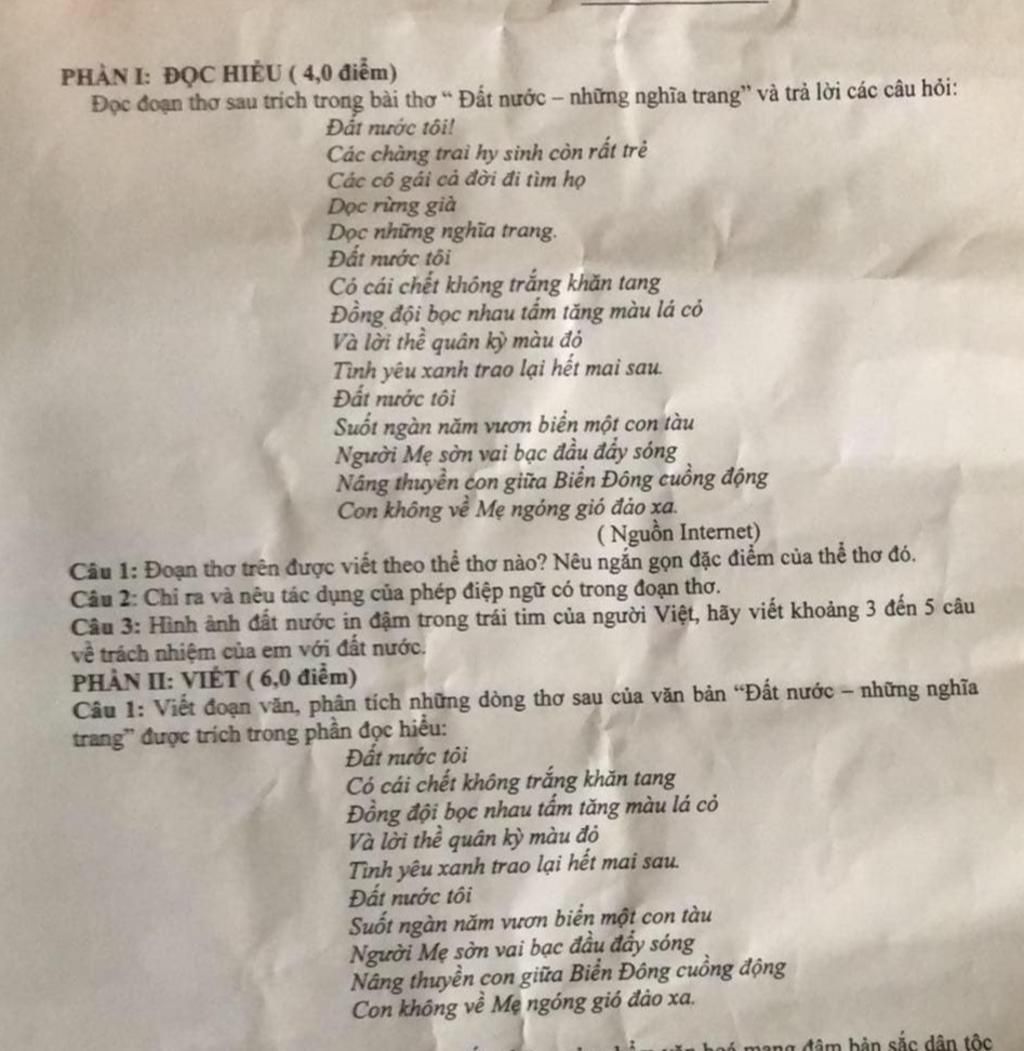 PHẦN I: ĐỌC HIỂU ( 4,0 điểm)
Đọc đoạn thơ sau trích trong bài thơ “ Đất nước – những nghĩa trang” và trả lời các câu hỏi:
Đất nước tôi!
Các chàng trai hy sinh còn rất trẻ
Các cô gái cả đời đi tìm họ
Dọc rừng già
Dọc những nghĩa trang.
Đất nước tôi
Có cái chết không trắng khăn tang
Đồng đội bọc nhau tấm tăng màu lá cỏ
Và lời thề quân kỳ màu đỏ
Tình yêu xanh trao lại hết mai sau.
Đất nước tôi
Suốt ngàn năm vươn biển một con tàu
Người Mẹ sờn vai bạc đầu đẩy sóng
Nâng thuyền con giữa Biển Đông cuồng động
Con không về Mẹ ngóng gió đảo xa.
( Nguồn Internet)
Câu 1: Đoạn thơ trên được viết theo thể thơ nào? Nêu ngắn gọn đặc điểm của thể thơ đó.
Câu 2: Chỉ ra và nêu tác dụng của phép điệp ngữ có trong đoạn thơ.
Câu 3: Hình ảnh đất nước in đậm trong trái tim của người Việt, hãy viết khoảng 3 đến 5 câu
về trách nhiệm của em với đất nước.
PHẦN II: VIẾT ( 6,0 điểm)
Câu 1: Viết đoạn văn, phân tích những dòng thơ sau của văn bản “Đất nước – những nghĩa
trang” được trích trong phần đọc hiểu:
Đất nước tôi
Có cái chết không trắng khăn tang
Đồng đội bọc nhau tấm tăng màu lá cỏ
Và lời thề quân kỳ màu đỏ
Tình yêu xanh trao lại hết mai sau.
Đất nước tôi
Suốt ngàn năm vươn biển một con tàu
Người Mẹ sờn vai bạc đầu đẩy sóng
Nâng thuyền con giữa Biển Đông cuồng động
Con không về Mẹ ngóng gió đảo xa.
mang đậm bản sắc dân tộc